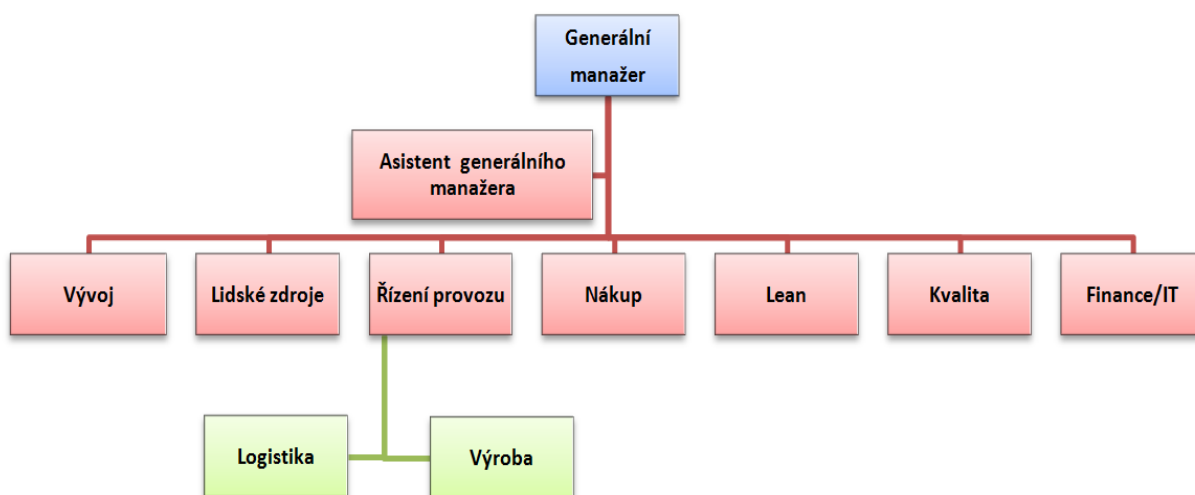 Generální
manažer
Asistent generálního
manažera
Vývoj
Lidské zdroje
Řízení provozu
Nákup
Lean
Kvalita
Finance/IT
Logistika
Výroba